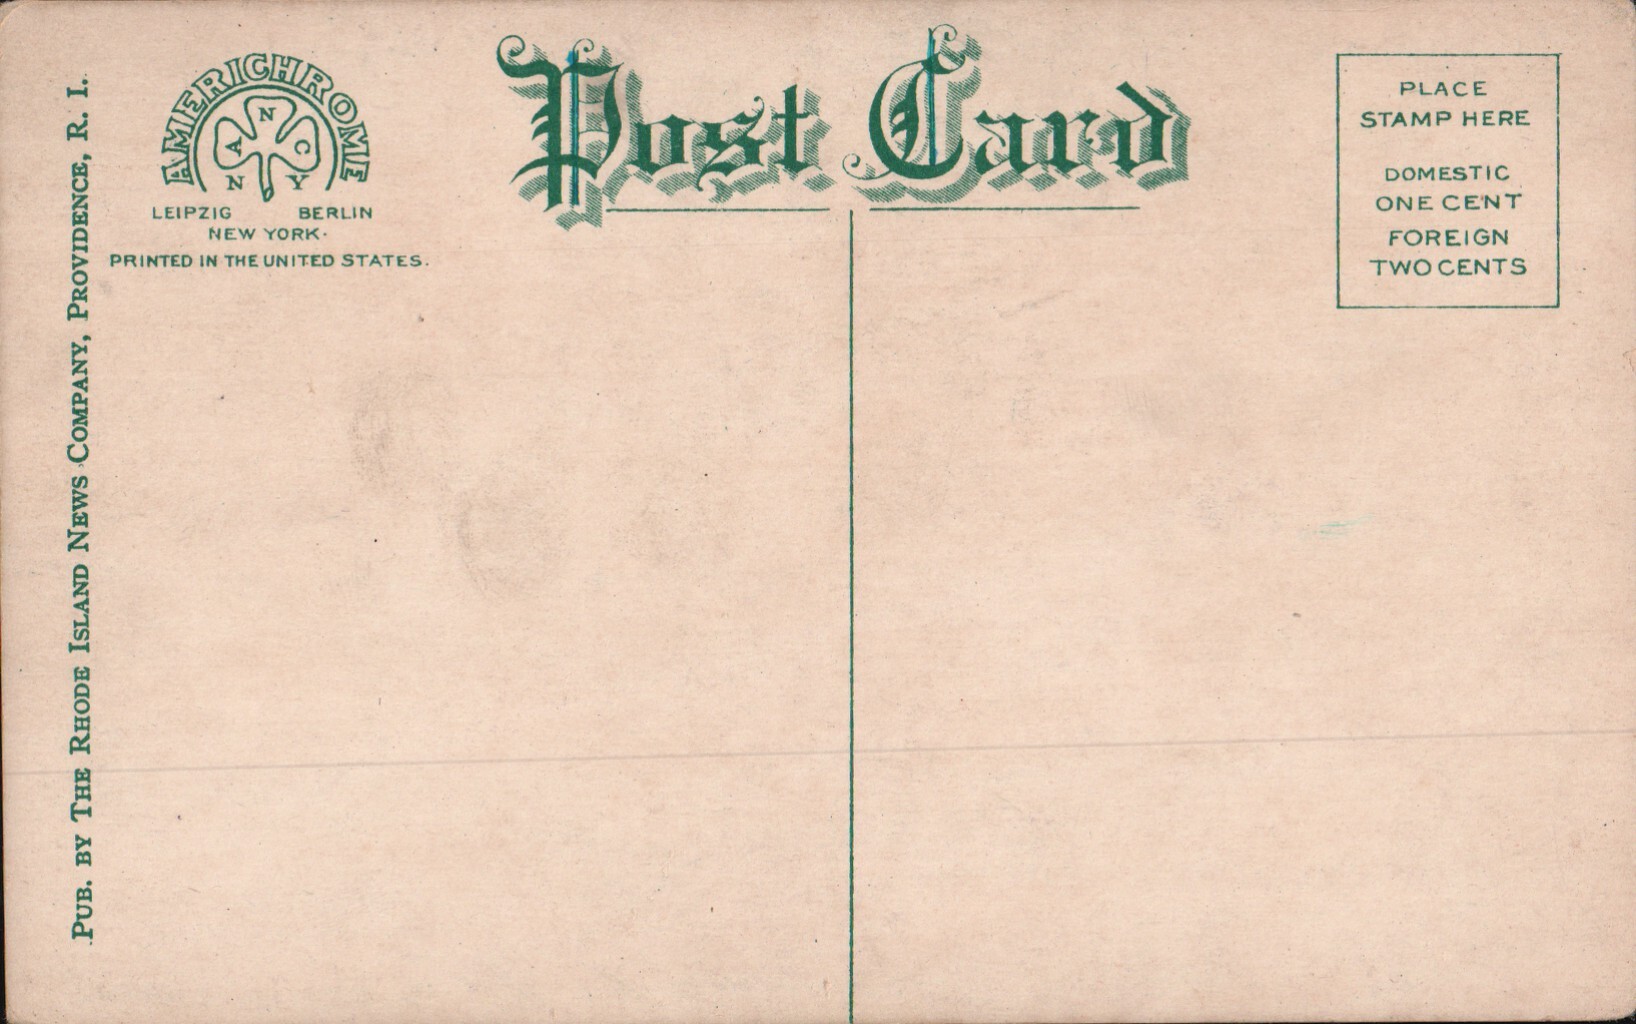 AMERICHROME
N
A C
N Y
LEIPZIG BERLIN
NEW YORK.
PRINTED IN THE UNITED STATES.
Post Card
PLACE
STAMP HERE
DOMESTIC
ONE CENT
FOREIGN
TWO CENTS
PUB. BY THE RHODE ISLAND NEWS COMPANY, PROVIDENCE, R. I.